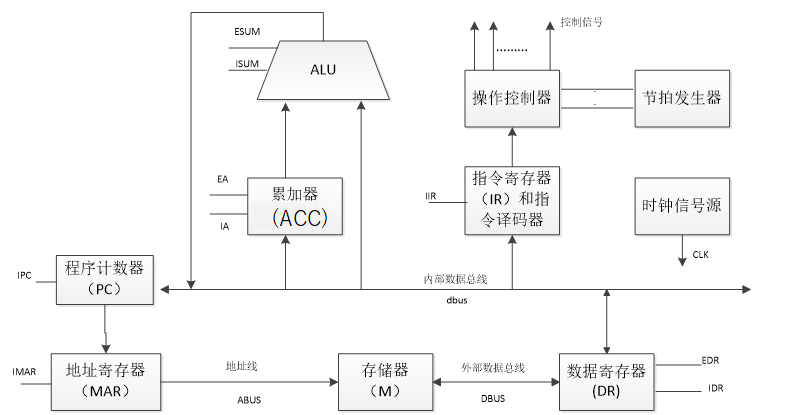 ESUM
ISUM
ALU
控制信号
.........
操作控制器
节拍发生器
EA
IA
累加器
(ACC)
IIR
指令寄存器
（IR）和指
令译码器
时钟信号源
CLK
IPC
程序计数器
（PC）
内部数据总线
dbus
IMAR
地址寄存器
(MAR)
地址线
ABUS
存储器
（M）
外部数据总线
DBUS
数据寄存器
(DR)
EDR
IDR